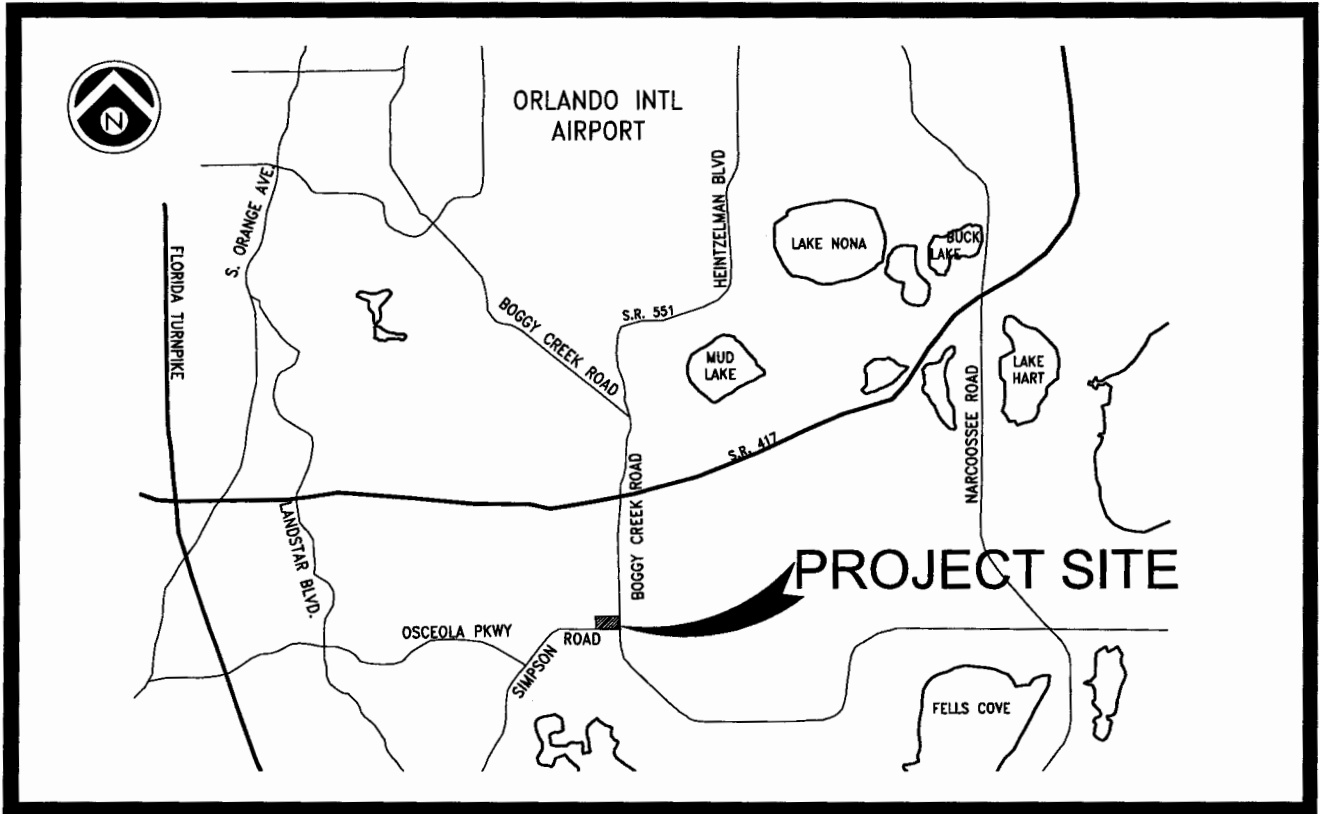 N
ORLANDO INTL
AIRPORT
S. ORANGE AVE.
HEINTZELMAN BLVD
FLORIDA TURNPIKE
LAKE NONA
BUCK
LAKE
BOGGY CREEK ROAD
S.R. 551
MUD
LAKE
LAKE
HART
NARCOOSSEE ROAD
S.R. 417
BOGGY CREEK ROAD
LANDSTAR BLVD.
PROJECT SITE
OSCEOLA PKWY
SIMPSON
ROAD
FELLS COVE